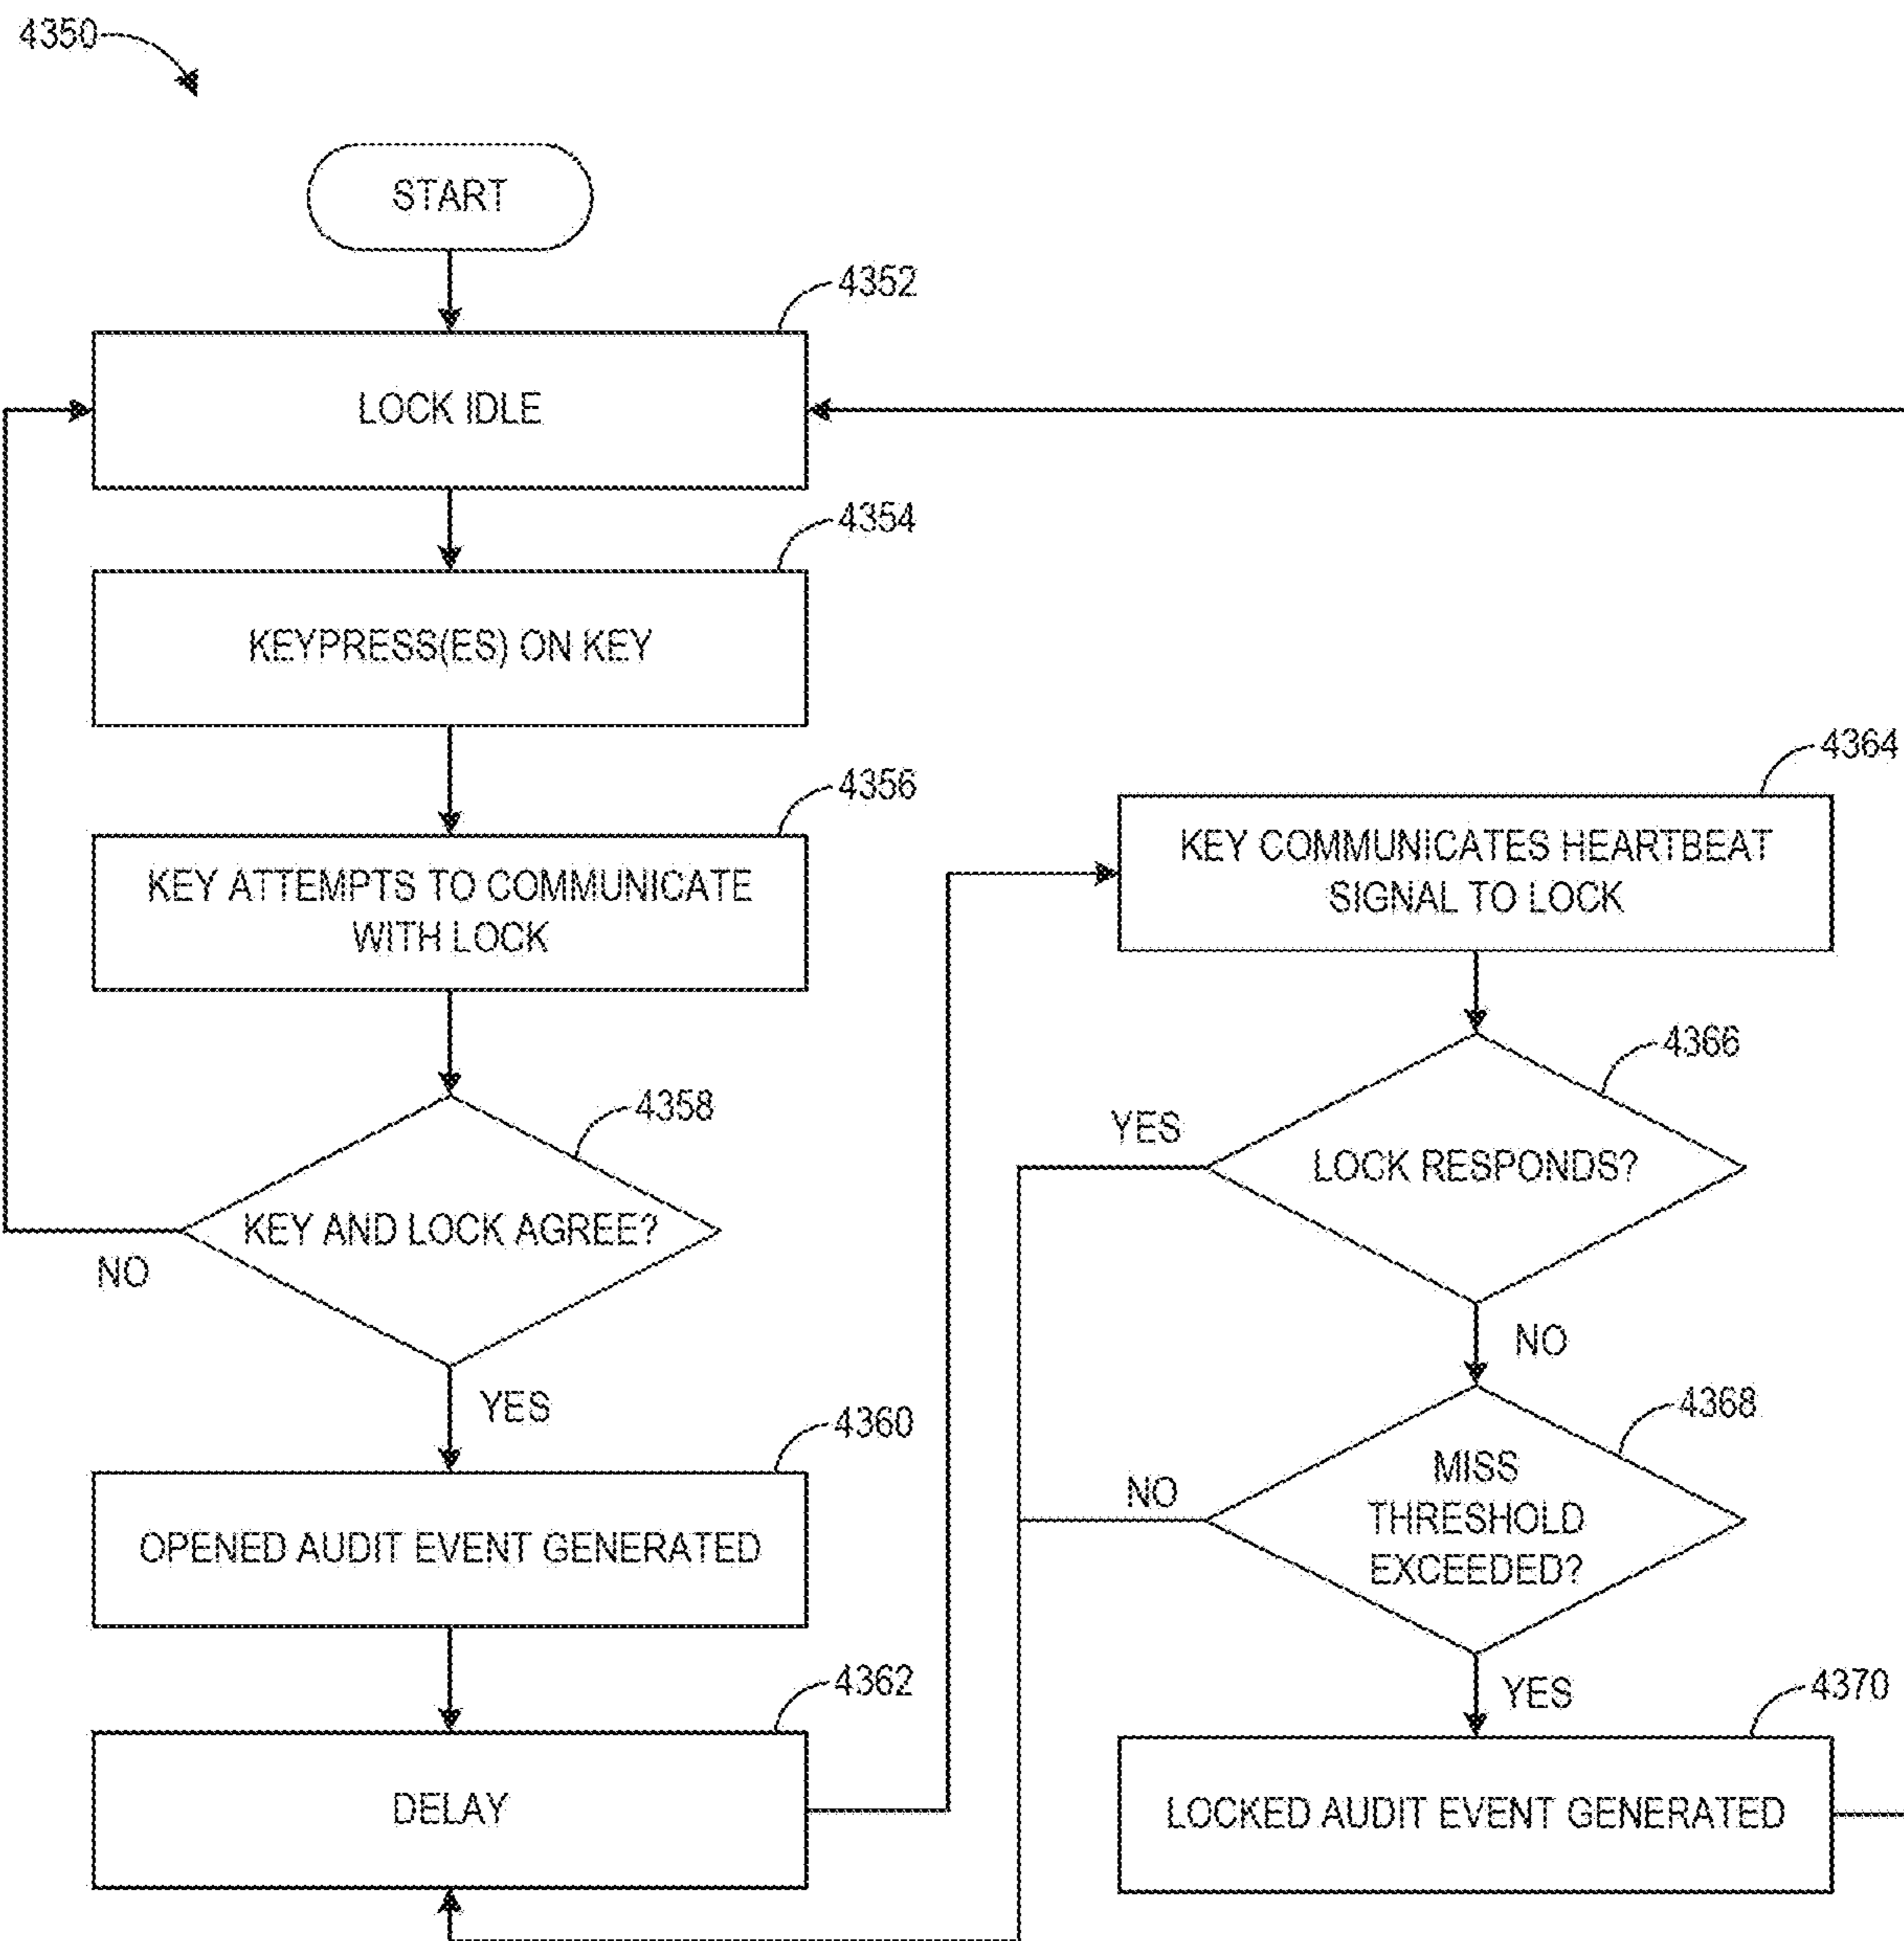 4350
START
4352
LOCK IDLE
4354
KEYPRESS(ES) ON KEY
4356
KEY ATTEMPTS TO COMMUNICATE
WITH LOCK
4358
KEY AND LOCK AGREE?
NO
YES
4360
OPENED AUDIT EVENT GENERATED
4362
DELAY
4364
KEY COMMUNICATES HEARTBEAT
SIGNAL TO LOCK
4366
YES
LOCK RESPONDS?
NO
4368
NO
MISS
THRESHOLD
EXCEEDED?
YES
4370
LOCKED AUDIT EVENT GENERATED